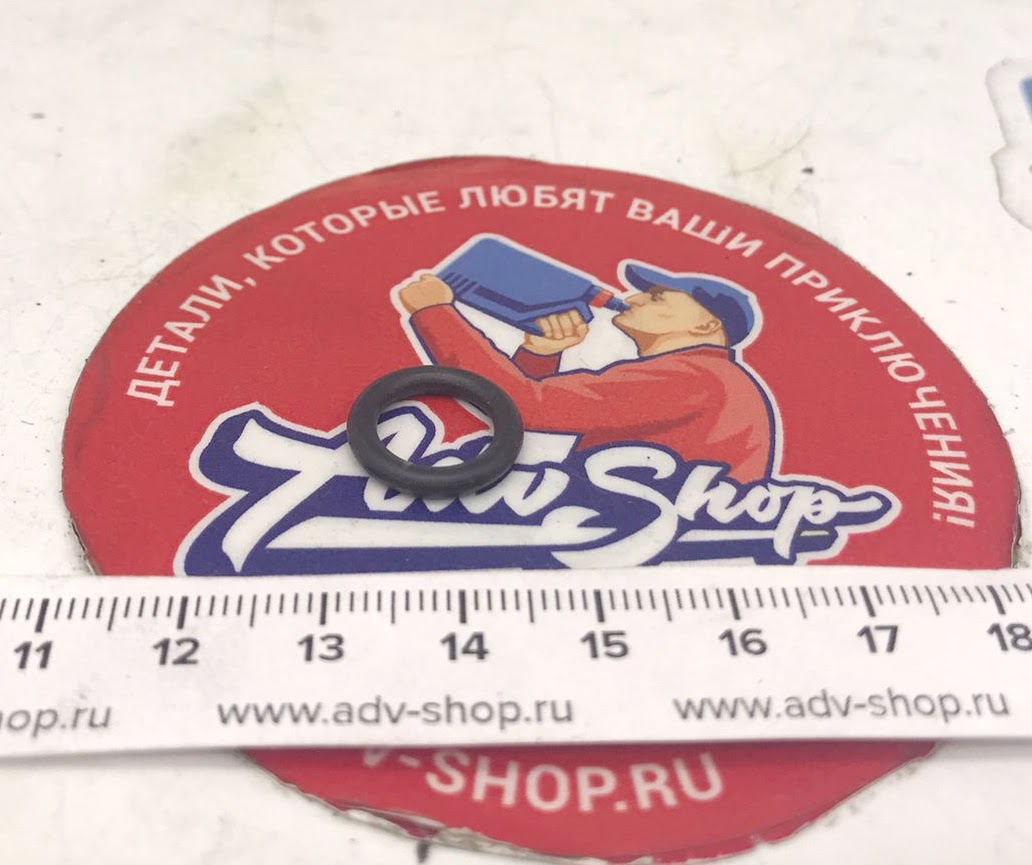 ДЕТАЛИ, КОТОРЫЕ ЛЮБЯТ ВАШИ ПРИКЛЮЧЕНИЯ!
Adv Shop
11 12 13 14 15 16 17 18
www.adv-shop.ru www.adv-shop.ru
V-SHOP.RU